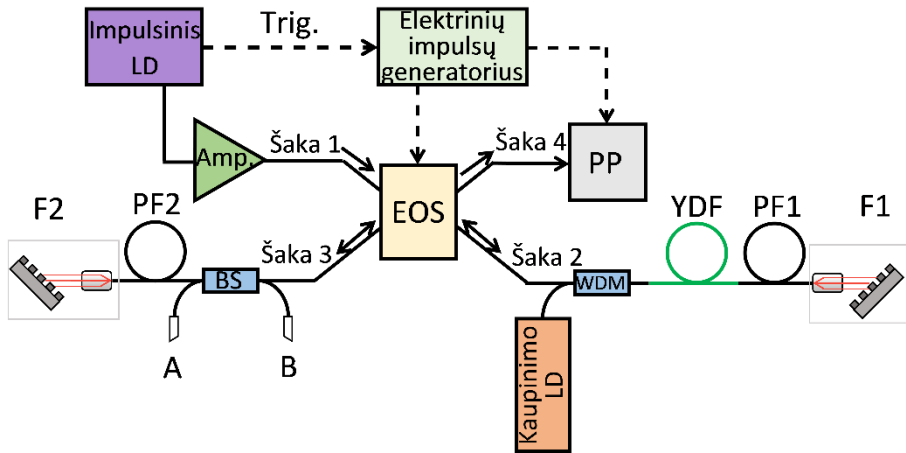 Impulsinis
LD
Trig.
Elektrinių
impulsų
generatorius
Amp.
Šaka 1
EOS
Šaka 4
PP
F2
PF2
Šaka 3
BS
A
B
Šaka 2
WDM
YDF
PF1
F1
Kaupinimo
LD